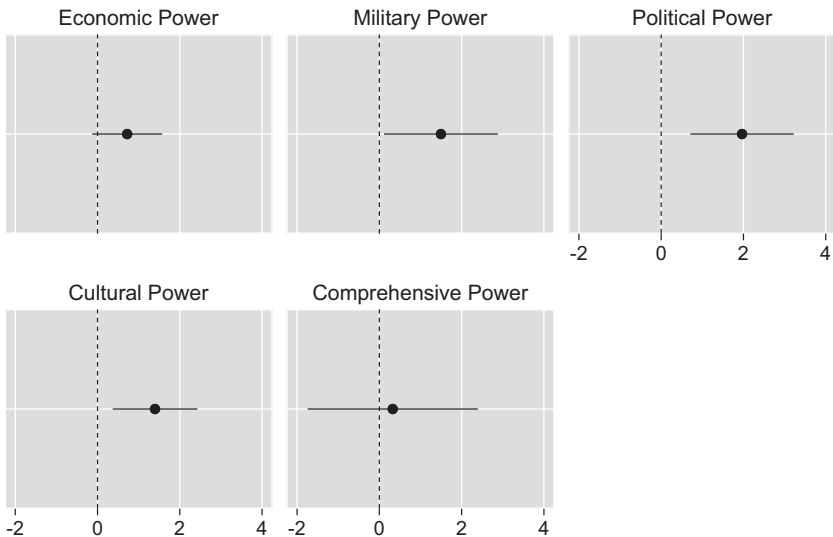 Economic Power
Military Power
Political Power
-2 0 2 4
Cultural Power
Comprehensive Power
-2 0 2 4
-2 0 2 4